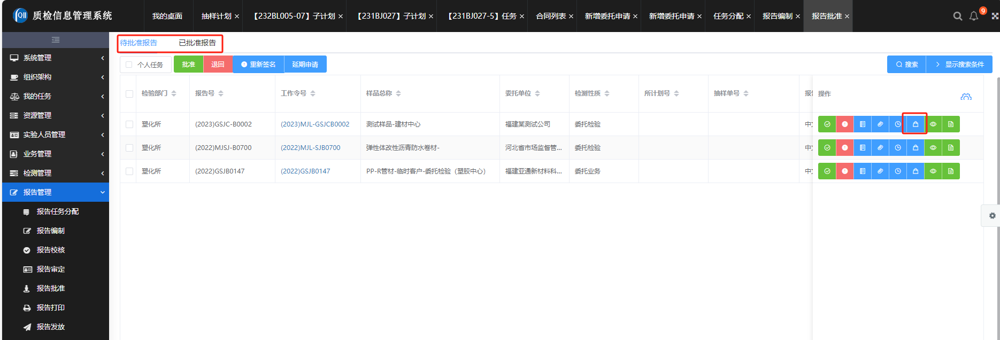 QII 质检信息管理系统
我的桌面
抽样计划 ×
【232BL005-07】子计划 ×
【231BJ027】子计划 ×
【231BJ027-5】任务 ×
合同列表 ×
新增委托申请 ×
新增委托申请 ×
任务分配 ×
报告编制 ×
报告批准 ×
9
系统管理
组织架构
我的任务
资源管理
实验人员管理
业务管理
检测管理
报告管理
报告任务分配
报告编制
报告校核
报告审定
报告批准
报告打印
报告发放
待批准报告 已批准报告
个人任务 批准 退回 重新签名 延期申请 搜索 显示搜索条件
检验部门 报告号 工作令号 样品总称 委托单位 检测性质 所计划号 抽样单号 报 操作
塑化所 (2023)GSJC-B0002 (2023)MJL-GSJCB0002 测试样品-建材中心 福建某测试公司 委托检验 中
塑化所 (2022)MJSJ-B0700 (2022)MJL-SJB0700 弹性体改性沥青防水卷材- 河北省市场监督管... 委托检验 中
塑化所 (2022)GSJB0147 (2022)GSJB0147 PP-R管材-临时客户-委托检验（塑胶中心） 福建亚通新材料科... 委托业务 中